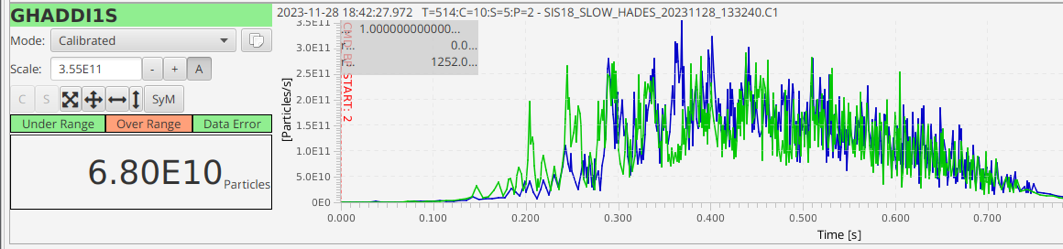 GHADDI1S
Mode: Calibrated
Scale: 3.55E11 - + A
C S SyM
Under Range Over Range Data Error
6.80E10 Particles
2023-11-28 18:42:27.972 T=514:C=10:S=5:P=2 - SIS18_SLOW_HADES_20231128_133240.C1
1.000000000000...
0.0...
1252.0...
START: 2
[Particles/s]
3.5E11
3.0E11
2.5E11
2.0E11
1.5E11
1.0E11
5.0E10
0E0
0.000 0.100 0.200 0.300 0.400 0.500 0.600 0.700
Time [s]